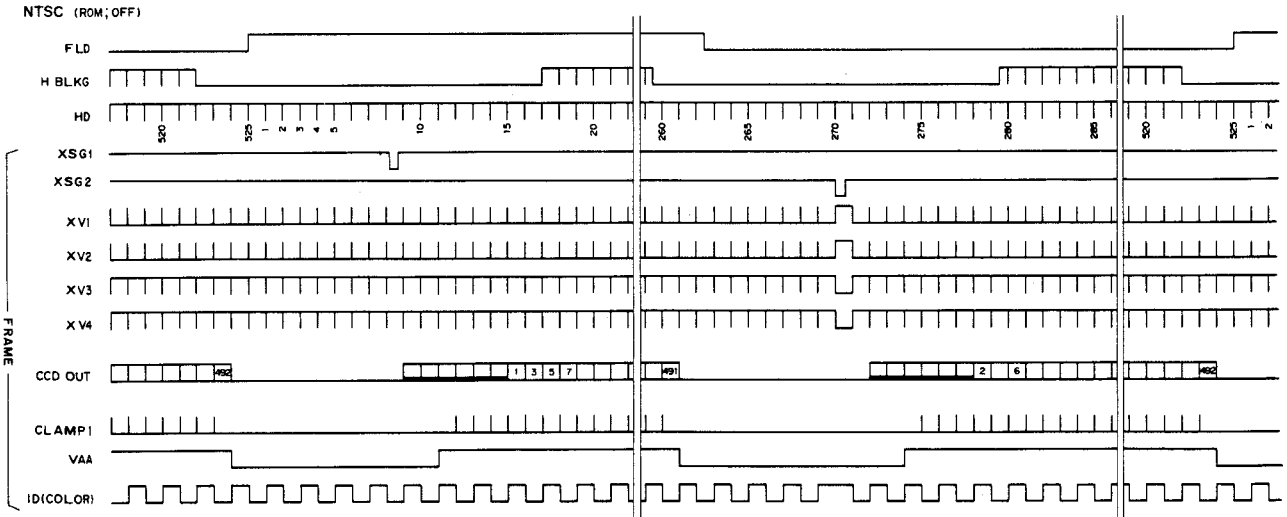 NTSC (ROM; OFF)
FLD
H BLKG
HD
520 525 1 2 3 4 5 10 15 20 260 265 270 275 280 285 520 525 1 2
XSG1
XSG2
XV1
XV2
XV3
XV4
FRAME
CCD OUT
492 1 3 5 7 491 2 6 492
CLAMP1
VAA
ID(COLOR)